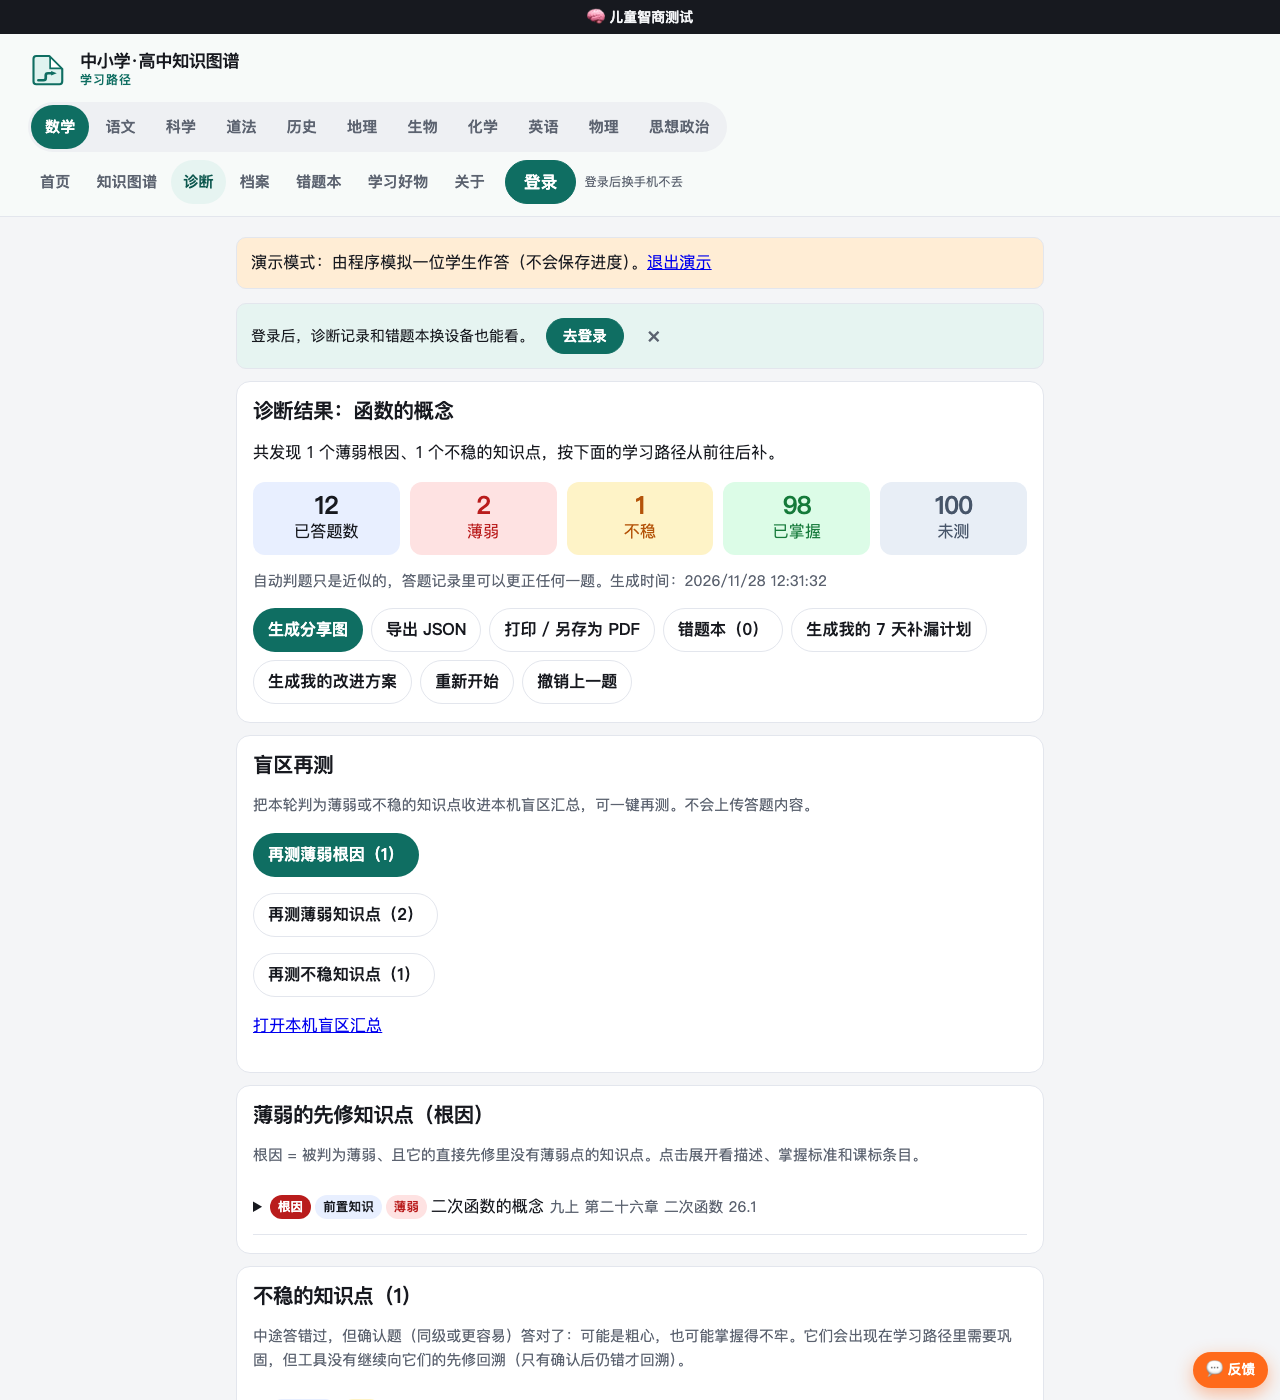 🧠 儿童智商测试
中小学·高中知识图谱
学习路径
数学 语文 科学 道法 历史 地理 生物 化学 英语 物理 思想政治
首页 知识图谱 诊断 档案 错题本 学习好物 关于 登录 登录后换手机不丢
演示模式：由程序模拟一位学生作答（不会保存进度）。退出演示
登录后，诊断记录和错题本换设备也能看。 去登录 ✕
诊断结果：函数的概念
共发现 1 个薄弱根因、1 个不稳的知识点，按下面的学习路径从前往后补。
12 2 1 98 100
已答题数 薄弱 不稳 已掌握 未测
自动判题只是近似的，答题记录里可以更正任何一题。生成时间：2026/11/28 12:31:32
生成分享图 导出 JSON 打印 / 另存为 PDF 错题本（0） 生成我的 7 天补漏计划
生成我的改进方案 重新开始 撤销上一题
盲区再测
把本轮判为薄弱或不稳的知识点收进本机盲区汇总，可一键再测。不会上传答题内容。
再测薄弱根因（1）
再测薄弱知识点（2）
再测不稳知识点（1）
打开本机盲区汇总
薄弱的先修知识点（根因）
根因 = 被判为薄弱、且它的直接先修里没有薄弱点的知识点。点击展开看描述、掌握标准和课标条目。
▶ 根因 前置知识 薄弱 二次函数的概念 九上 第二十六章 二次函数 26.1
不稳的知识点（1）
中途答错过，但确认题（同级或更容易）答对了：可能是粗心，也可能掌握得不牢。它们会出现在学习路径里需要巩
固，但工具没有继续向它们的先修回溯（只有确认后仍错才回溯）。
💬 反馈